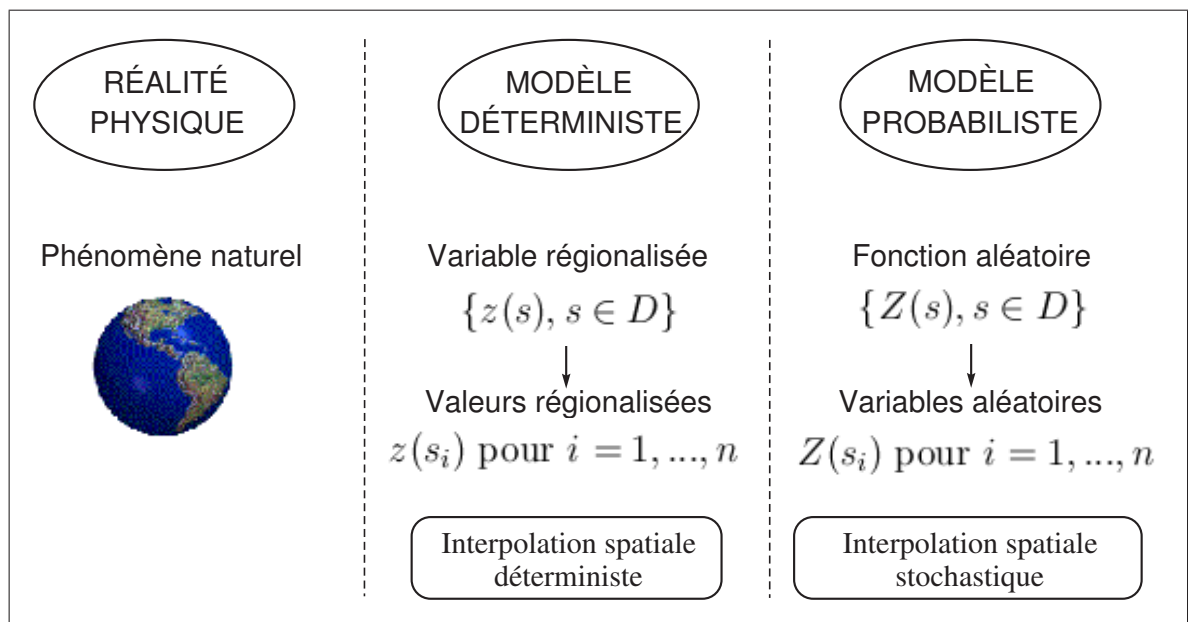 RÉALITÉ
PHYSIQUE
Phénomène naturel
MODÈLE
DÉTERMINISTE
Variable régionalisée
{z(s), s ∈ D}
Valeurs régionalisées
z(sᵢ) pour i = 1, ..., n
Interpolation spatiale
déterministe
MODÈLE
PROBABILISTE
Fonction aléatoire
{Z(s), s ∈ D}
Variables aléatoires
Z(sᵢ) pour i = 1, ..., n
Interpolation spatiale
stochastique